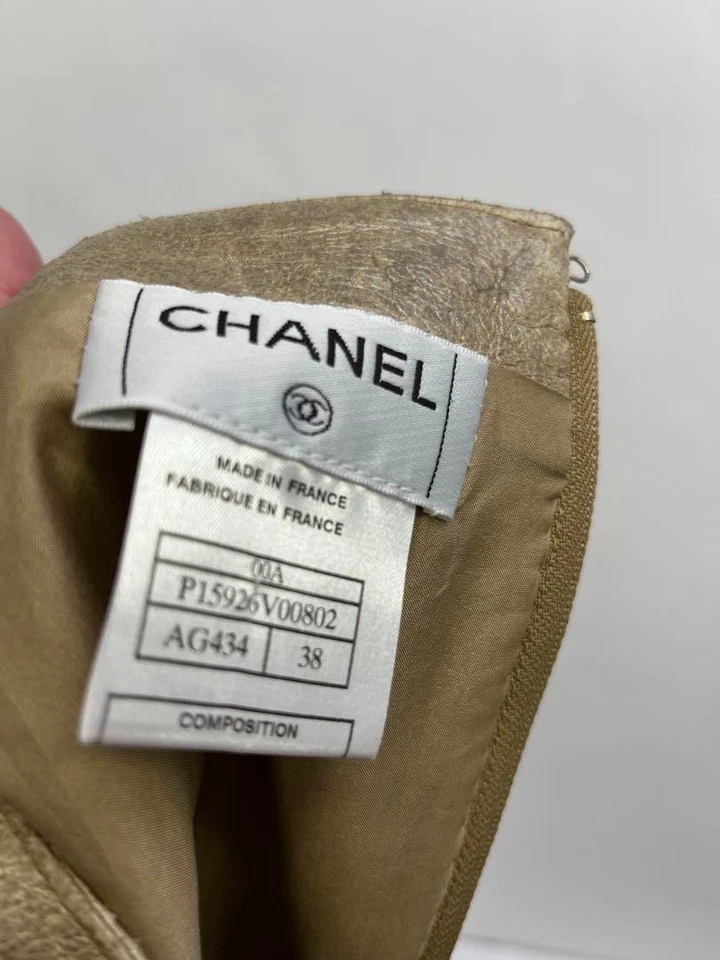 CHANEL
MADE IN FRANCE
FABRIQUE EN FRANCE
00A
P15926V00802
AG434 38
COMPOSITION